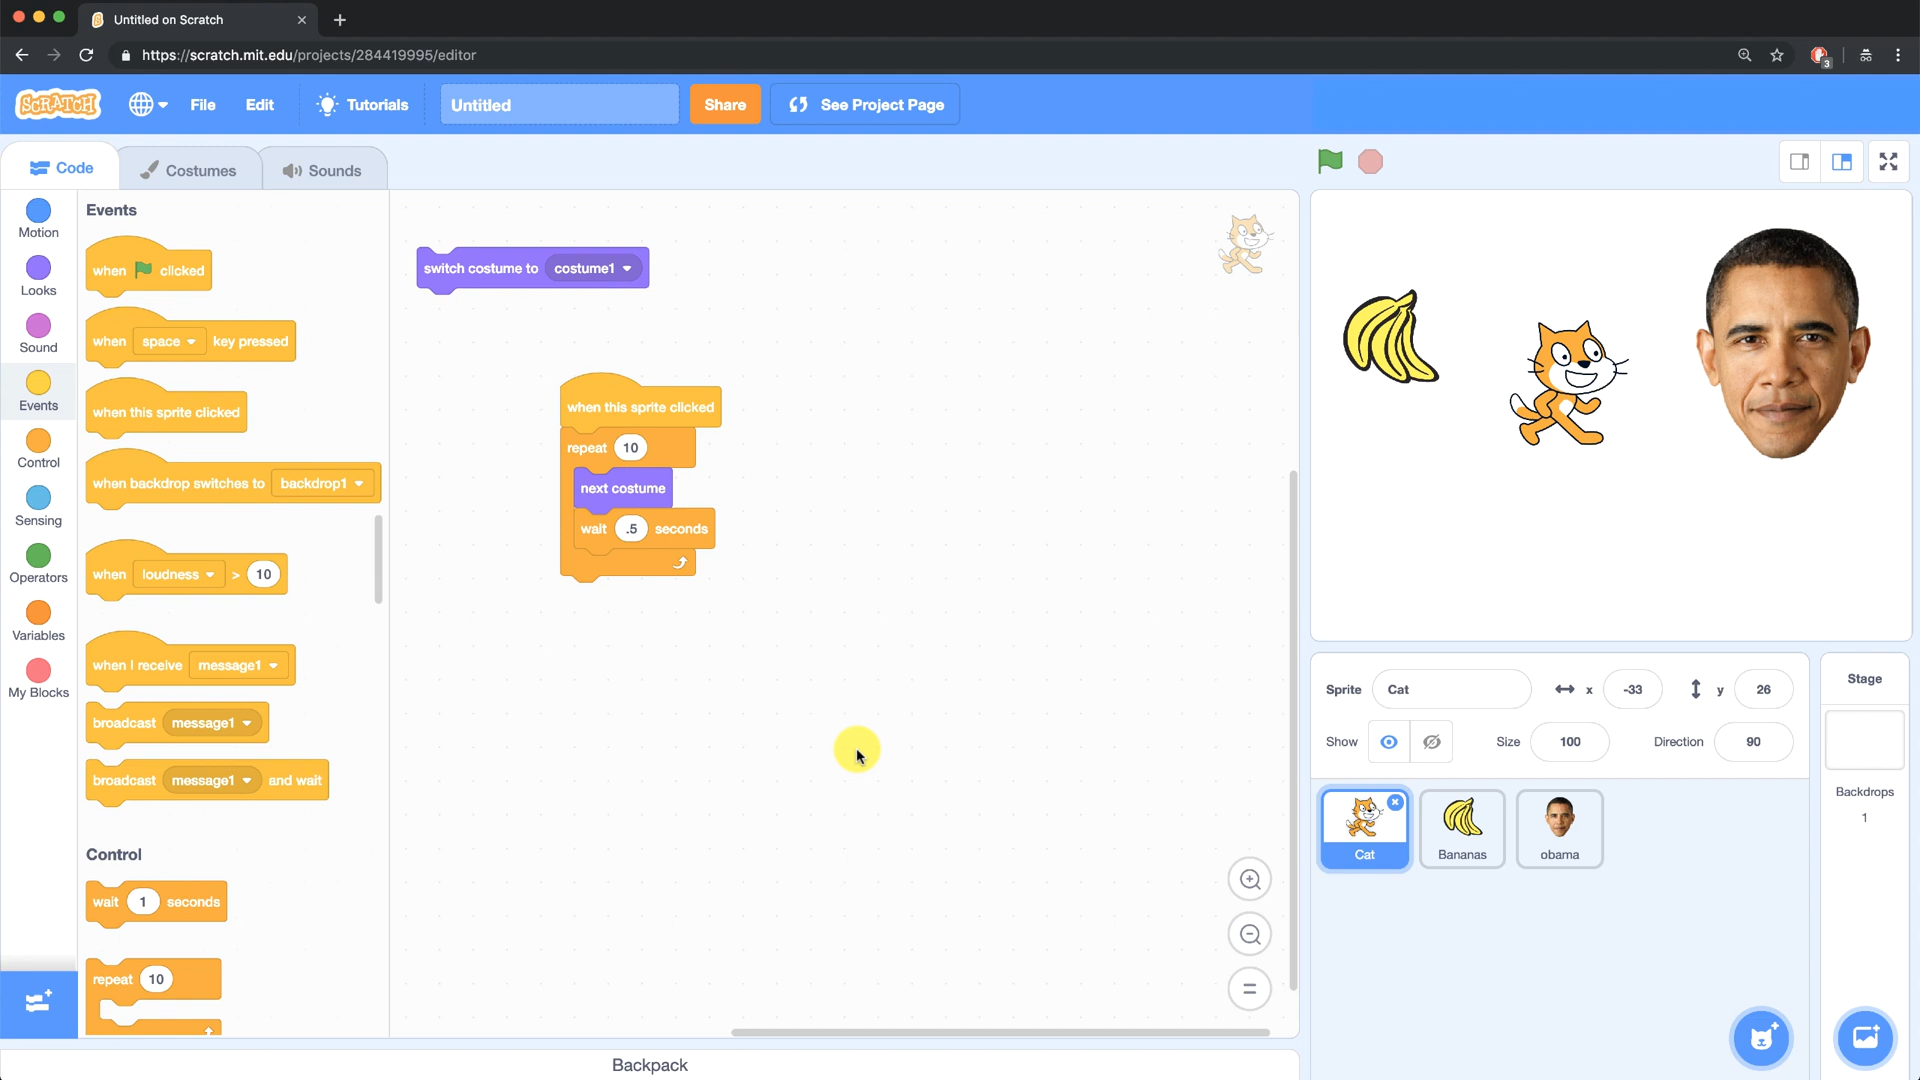 Untitled on Scratch
https://scratch.mit.edu/projects/284419995/editor
3
SCRATCH
File
Edit
Tutorials
Untitled
Share
See Project Page
Code
Costumes
Sounds
Motion
Looks
Sound
Events
Control
Sensing
Operators
Variables
My Blocks
Events
when clicked
when space key pressed
when this sprite clicked
when backdrop switches to backdrop1
when loudness > 10
when I receive message1
broadcast message1
broadcast message1 and wait
Control
wait 1 seconds
repeat 10
switch costume to costume1
when this sprite clicked
repeat 10
next costume
wait .5 seconds
Backpack
Sprite Cat x -33 y 26
Show Size 100 Direction 90
Cat
Bananas
obama
Stage
Backdrops
1